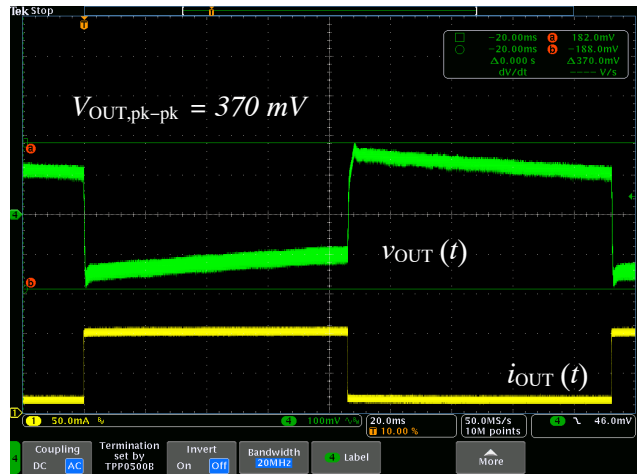 Tek Stop
T
T
-20.00ms a 182.0mV
-20.00ms b -188.0mV
Δ0.000 s Δ370.0mV
dV/dt ---- V/s
VOUT,pk-pk = 370 mV
a
4
vOUT (t)
b
iOUT (t)
1
1 50.0mA 4 100mV 20.0ms 50.0MS/s 4 46.0mV
T 10.00 % 10M points
4
Coupling
DC AC
Termination
set by
TPP0500B
Invert
On Off
Bandwidth
20MHz
4 Label
More